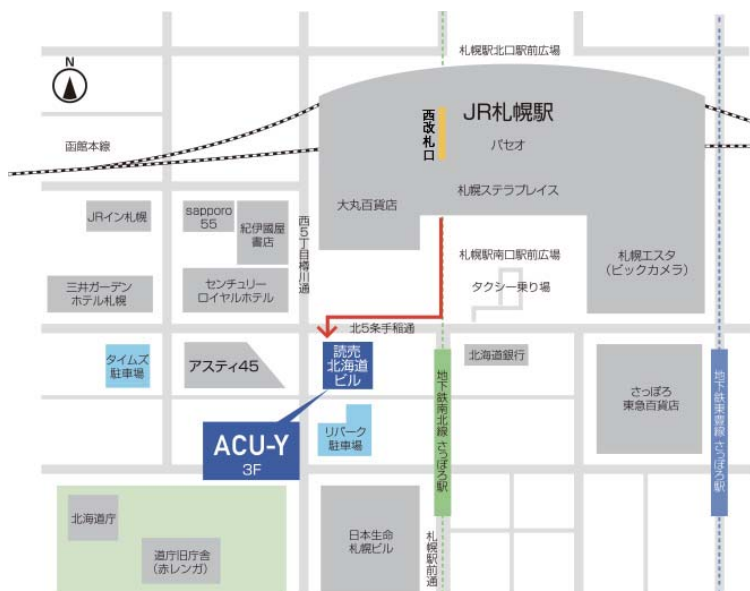 札幌駅北口駅前広場
N
函館本線
西改札口
JR札幌駅
パセオ
札幌ステラプレイス
大丸百貨店
JRイン札幌
sapporo
55
紀伊國屋
書店
西5丁目樽川通
札幌駅南口駅前広場
タクシー乗り場
札幌エスタ
(ビックカメラ)
三井ガーデン
ホテル札幌
センチュリー
ロイヤルホテル
北5条手稲通
タイムズ
駐車場
アスティ45
読売
北海道
ビル
北海道銀行
さっぽろ
東急百貨店
地下鉄南北線 さっぽろ駅
地下鉄東豊線 さっぽろ駅
ACU-Y
3F
リパーク
駐車場
北海道庁
道庁旧庁舎
(赤レンガ)
日本生命
札幌ビル
札幌駅前通